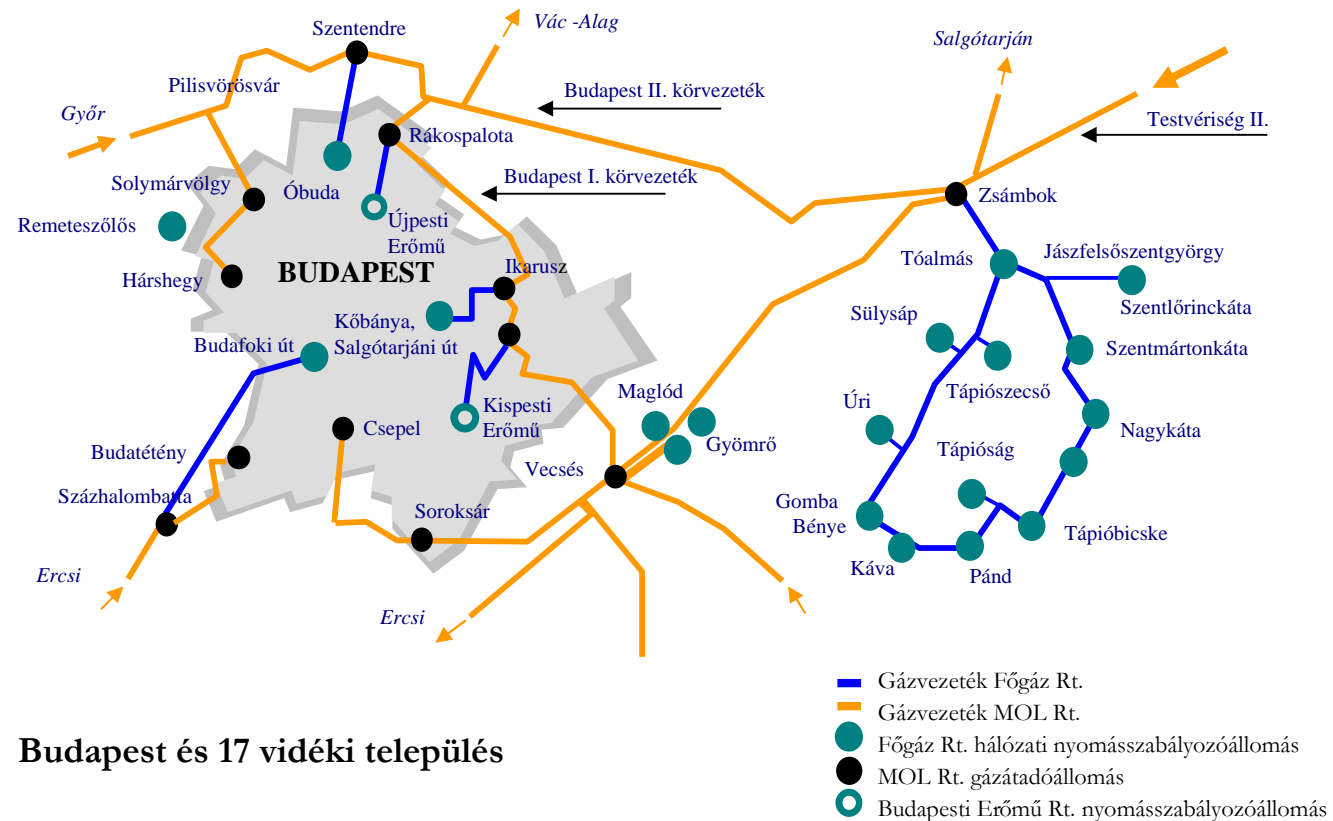 Vác -Alag
Szentendre
Salgótarján
Pilisvörösvár
Budapest II. körvezeték
Győr
Testvériség II.
Rákospalota
Solymárvölgy
Óbuda
Budapest I. körvezeték
Zsámbok
Remeteszőlős
Újpesti
Erőmű
Tóalmás
Jászfelsőszentgyörgy
Hárshegy
BUDAPEST
Ikarusz
Szentlőrinckáta
Sülysáp
Kőbánya,
Salgótarjáni út
Budafoki út
Szentmártonkáta
Tápiószecső
Maglód
Úri
Kispesti
Erőmű
Csepel
Gyömrő
Nagykáta
Budatétény
Vecsés
Tápióság
Százhalombatta
Gomba
Bénye
Soroksár
Tápióbicske
Káva
Pánd
Ercsi
Ercsi
Gázvezeték Főgáz Rt.
Gázvezeték MOL Rt.
Főgáz Rt. hálózati nyomásszabályozóállomás
MOL Rt. gázátadóállomás
Budapesti Erőmű Rt. nyomásszabályozóállomás
Budapest és 17 vidéki település